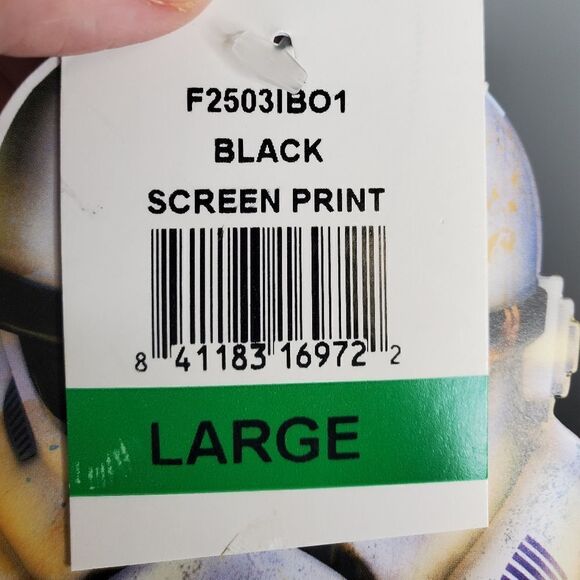 F2503IBO1
BLACK
SCREEN PRINT
8 41183 16972 2
LARGE